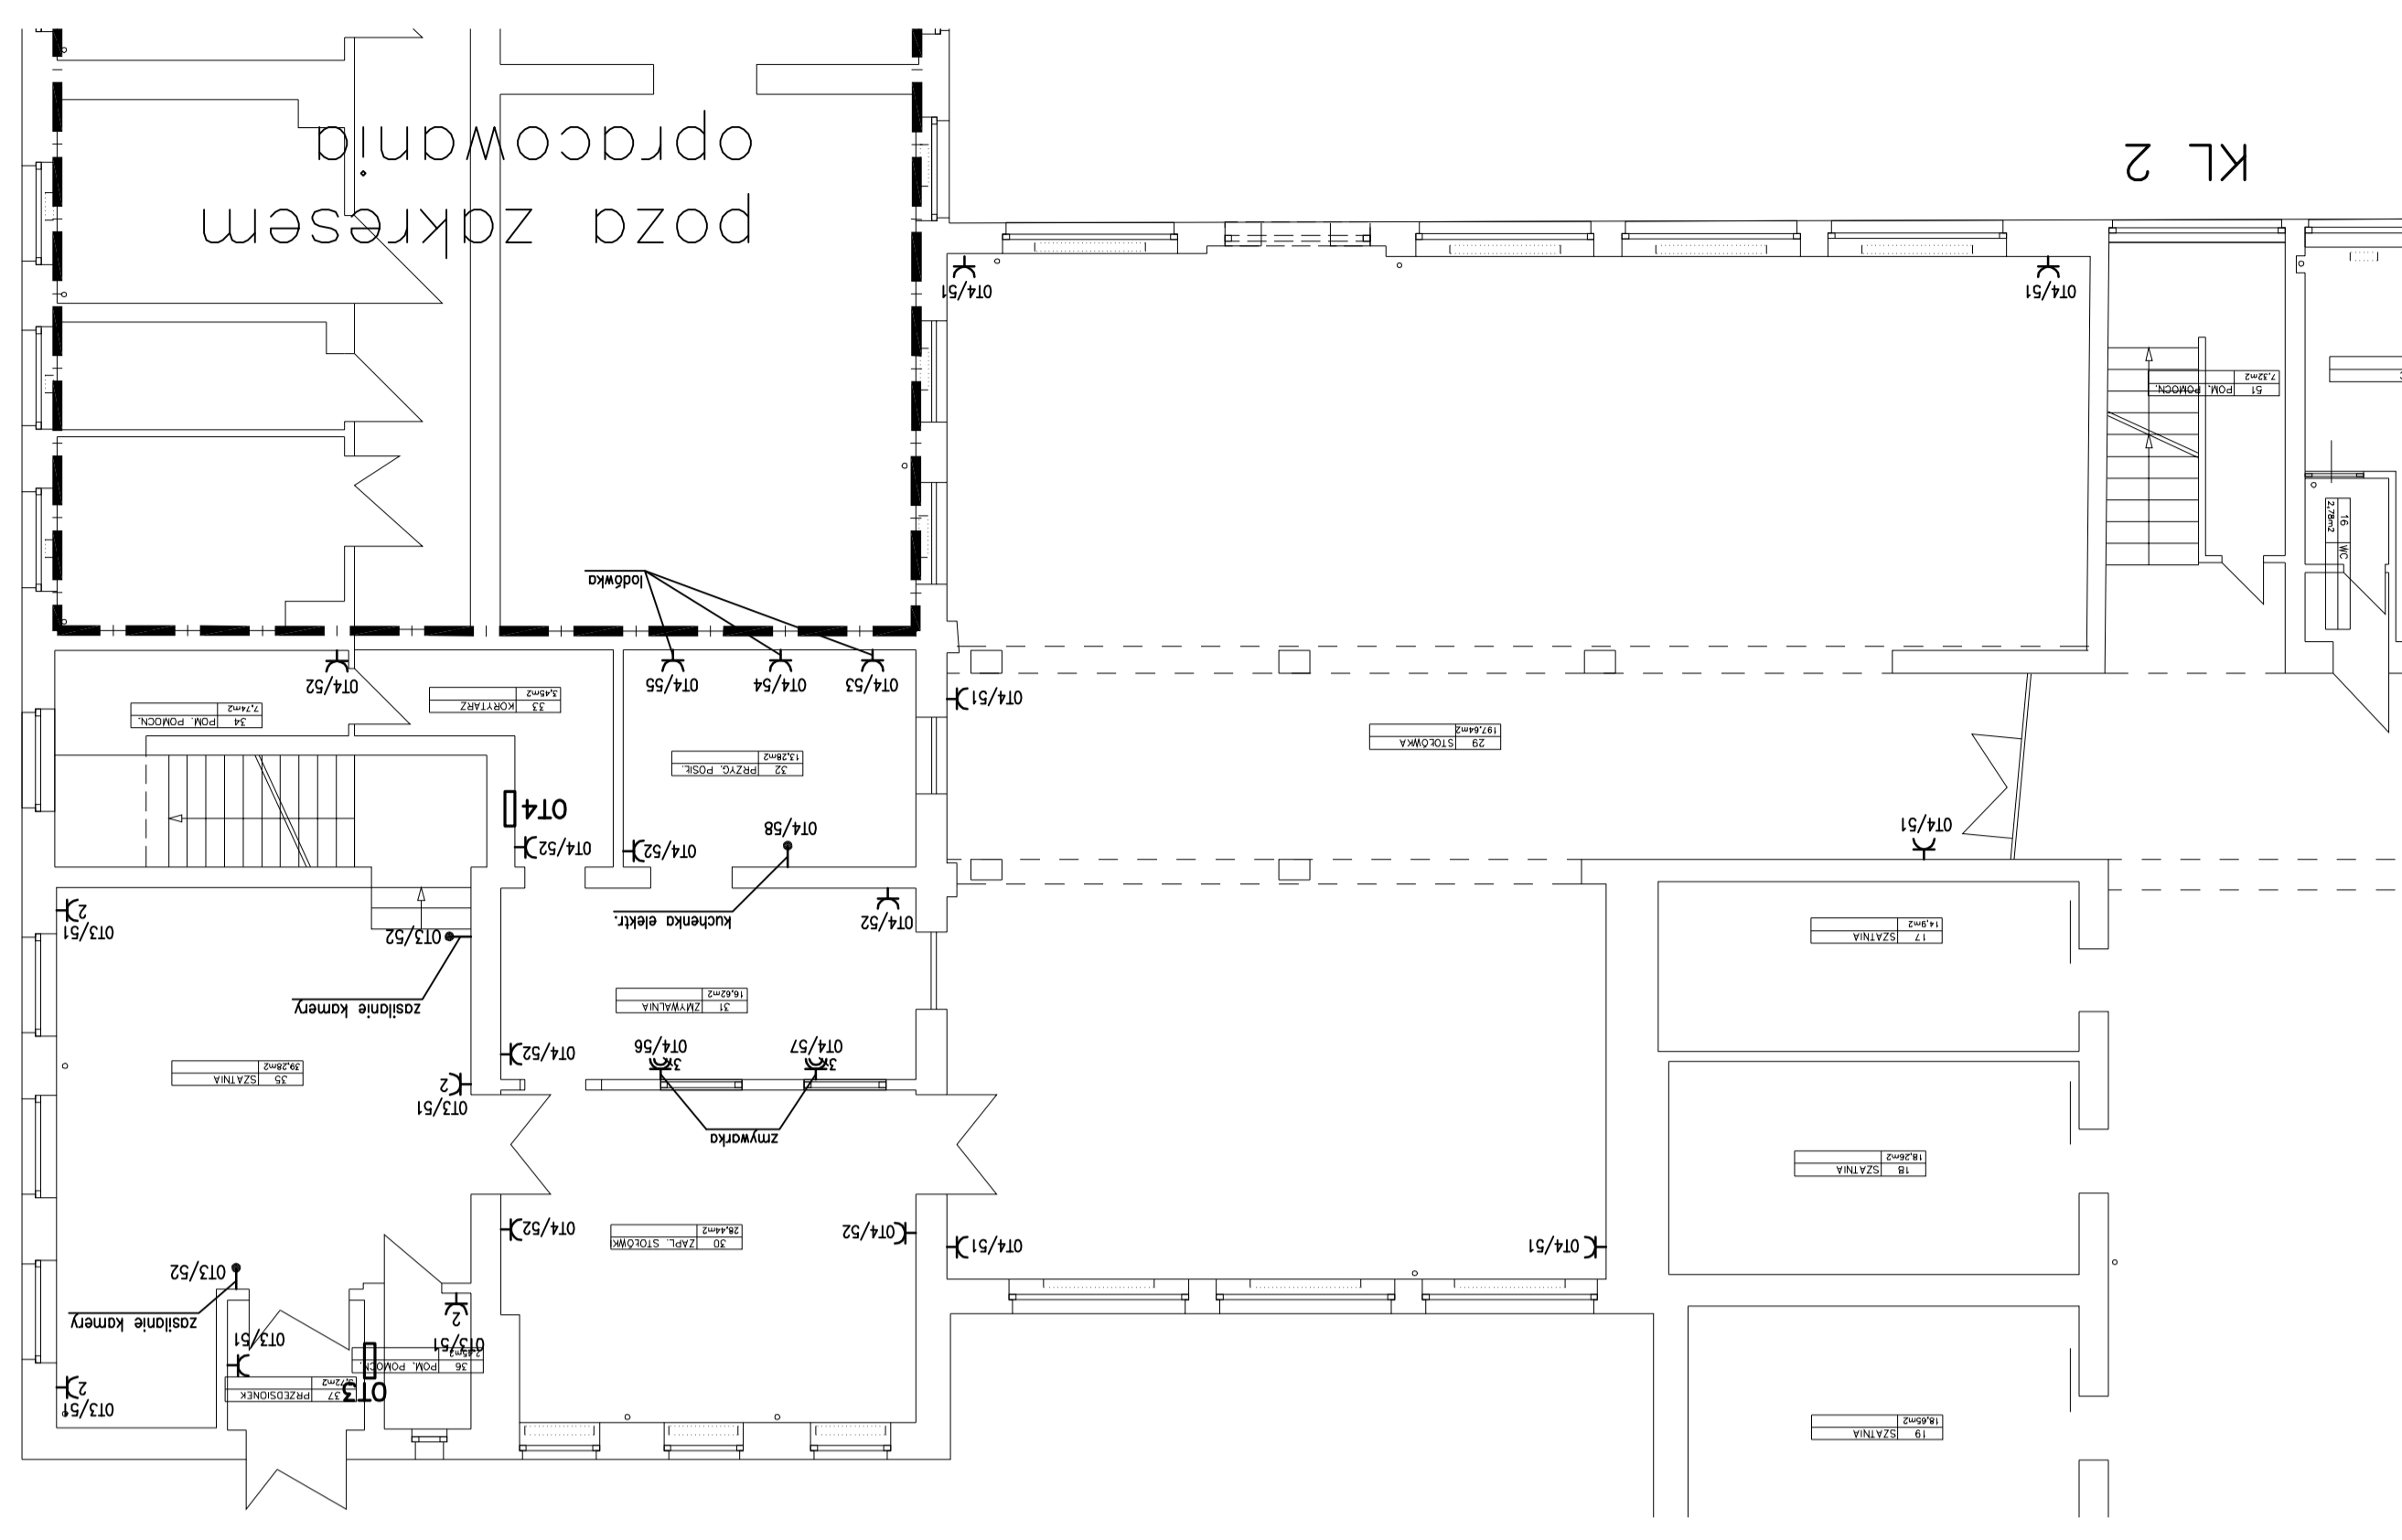 19 SZATNIA
18,65m2
OT3/51
2
37 PRZEDSIONEK
OT3
36 POM. POMOCN.
OT3/51
2
OT3/51
zasilanie kamery
OT3/52
OT4/51
OT4/51
30 ZAPL. STOŁÓWKI
28,44m2
OT4/52
OT4/52
18 SZATNIA
18,26m2
zmywarka
OT3/51
2
35 SZATNIA
39,28m2
3f
OT4/57
3f
OT4/56
OT4/52
31 ZMYWALNIA
16,62m2
zasilanie kamery
OT3/52
17 SZATNIA
14,9m2
OT4/52
kuchenka elektr.
OT3/51
2
OT4/52
OT4/52
OT4/58
OT4/51
OT4
32 PRZYG. POSIŁ.
13,28m2
29 STOŁÓWKA
197,64m2
34 POM. POMOCN.
7,74m2
33 KORYTARZ
3,45m2
OT4/51
OT4/53
OT4/54
OT4/55
OT4/52
lodówka
16 WC
2,78m2
51 POM. POMOCN.
7,32m2
OT4/51
OT4/51
poza zakresem
opracowania
KL 2